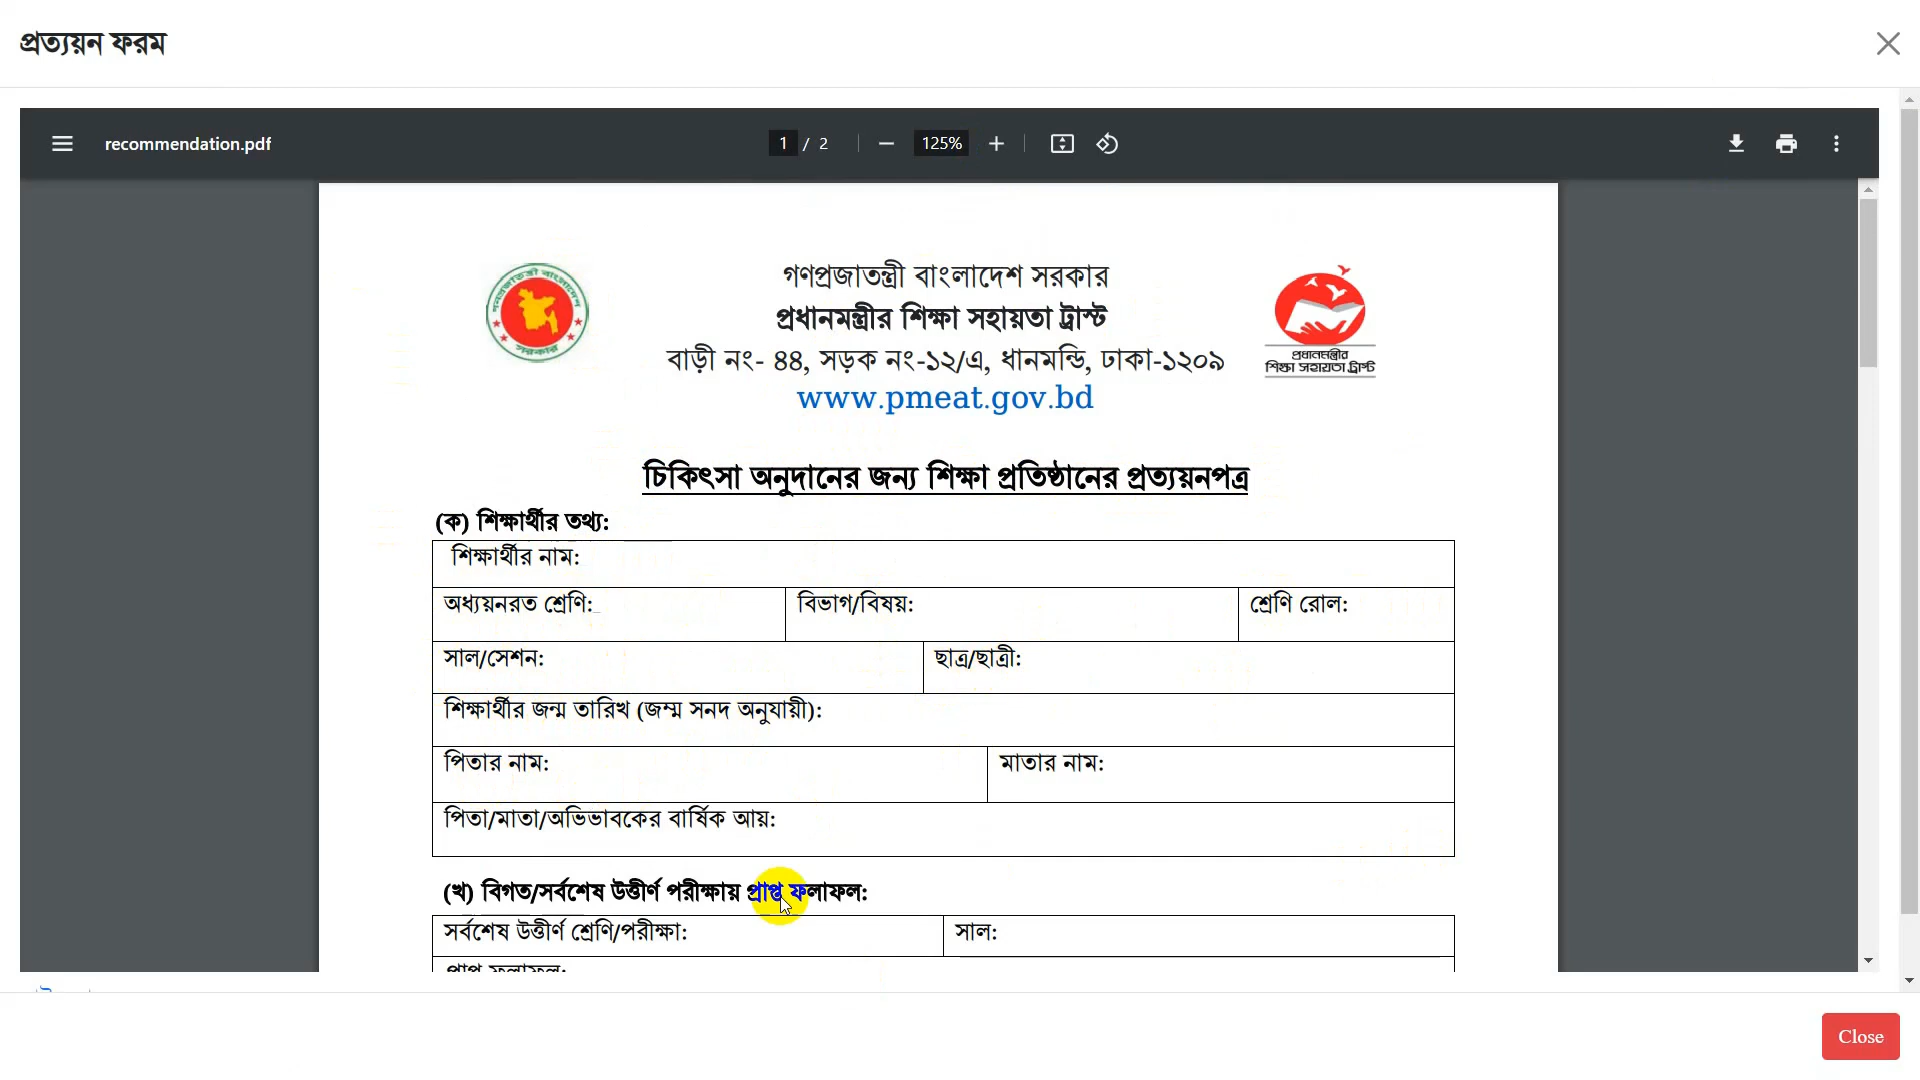 প্রত্যয়ন ফরম
recommendation.pdf
1 / 2
125%
গণপ্রজাতন্ত্রী বাংলাদেশ সরকার
প্রধানমন্ত্রীর শিক্ষা সহায়তা ট্রাস্ট
বাড়ী নং- ৪৪, সড়ক নং-১২/এ, ধানমন্ডি, ঢাকা-১২০৯
www.pmeat.gov.bd
প্রধানমন্ত্রীর
শিক্ষা সহায়তা ট্রাস্ট
চিকিৎসা অনুদানের জন্য শিক্ষা প্রতিষ্ঠানের প্রত্যয়নপত্র
(ক) শিক্ষার্থীর তথ্য:
শিক্ষার্থীর নাম:
অধ্যয়নরত শ্রেণি: বিভাগ/বিষয়: শ্রেণি রোল:
সাল/সেশন: ছাত্র/ছাত্রী:
শিক্ষার্থীর জন্ম তারিখ (জম্ম সনদ অনুযায়ী):
পিতার নাম: মাতার নাম:
পিতা/মাতা/অভিভাবকের বার্ষিক আয়:
(খ) বিগত/সর্বশেষ উত্তীর্ণ পরীক্ষায় প্রাপ্ত ফলাফল:
সর্বশেষ উত্তীর্ণ শ্রেণি/পরীক্ষা: সাল:
Close